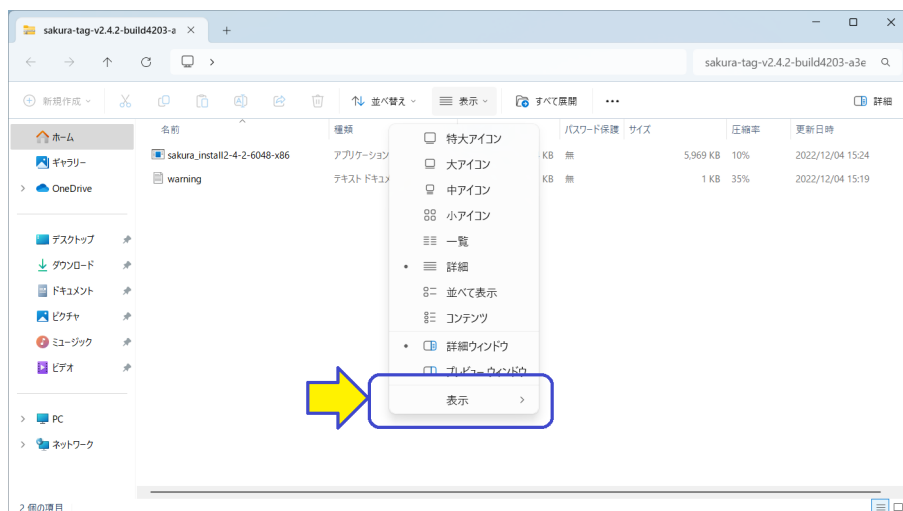 sakura-tag-v2.4.2-build4203-a
sakura-tag-v2.4.2-build4203-a3e
新規作成
並べ替え
表示
すべて展開
詳細
名前
種類
パスワード保護
サイズ
圧縮率
更新日時
sakura_install2-4-2-6048-x86
アプリケーション
KB
無
5,969 KB
10%
2022/12/04 15:24
warning
テキスト ドキュメ
KB
無
1 KB
35%
2022/12/04 15:19
ホーム
ギャラリー
OneDrive
デスクトップ
ダウンロード
ドキュメント
ピクチャ
ミュージック
ビデオ
PC
ネットワーク
特大アイコン
大アイコン
中アイコン
小アイコン
一覧
詳細
並べて表示
コンテンツ
詳細ウィンドウ
プレビュー ウィンドウ
表示
2 個の項目